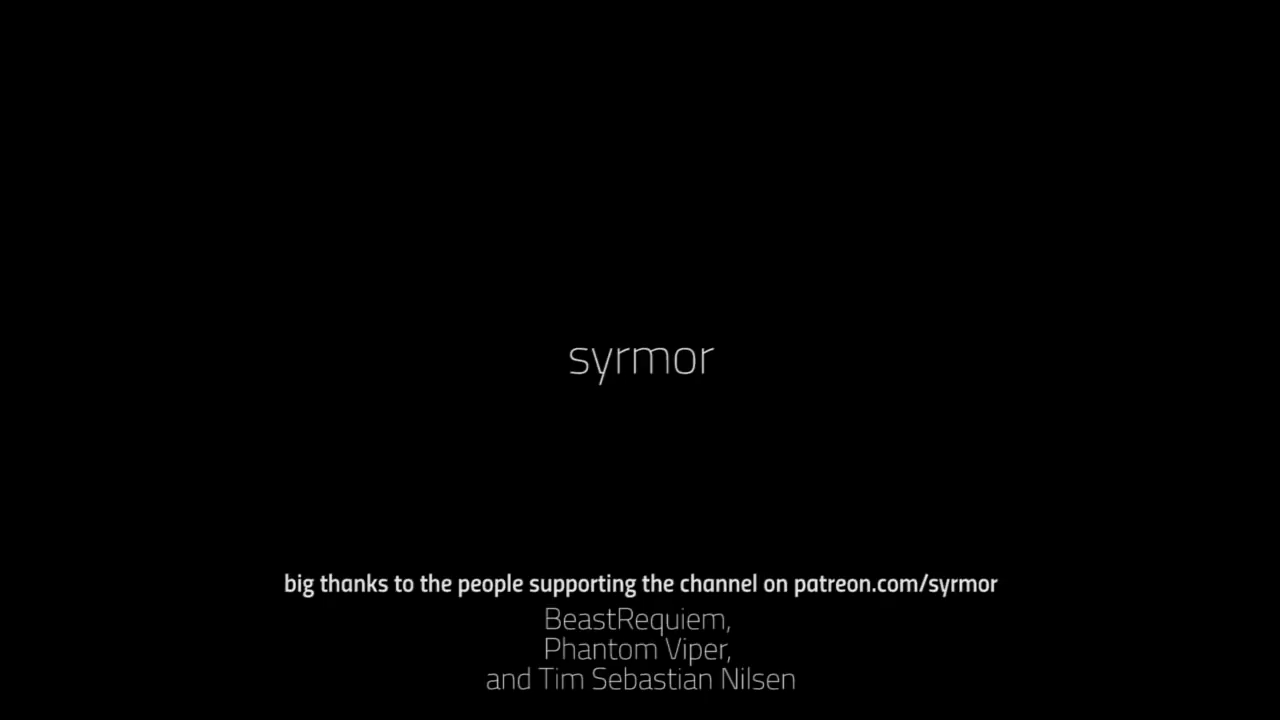 syrmor
big thanks to the people supporting the channel on patreon.com/syrmor
BeastRequiem,
Phantom Viper,
and Tim Sebastian Nilsen